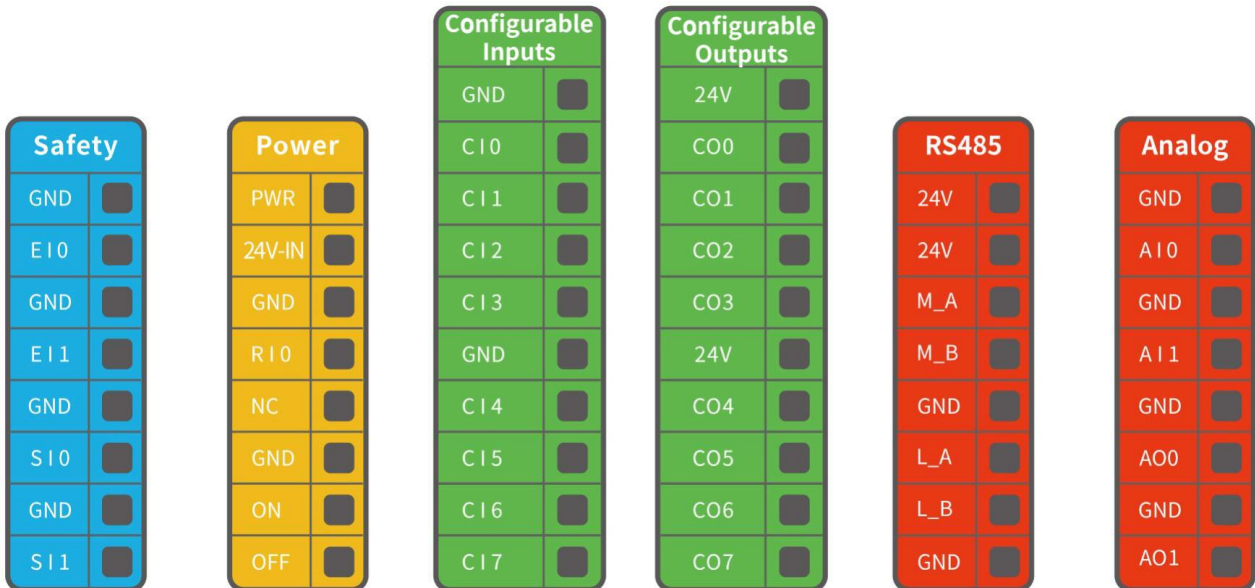 Safety
GND
EI0
GND
EI1
GND
SI0
GND
SI1
Power
PWR
24V-IN
GND
RI0
NC
GND
ON
OFF
Configurable
Inputs
GND
CI0
CI1
CI2
CI3
GND
CI4
CI5
CI6
CI7
Configurable
Outputs
24V
CO0
CO1
CO2
CO3
24V
CO4
CO5
CO6
CO7
RS485
24V
24V
M_A
M_B
GND
L_A
L_B
GND
Analog
GND
AI0
GND
AI1
GND
AO0
GND
AO1